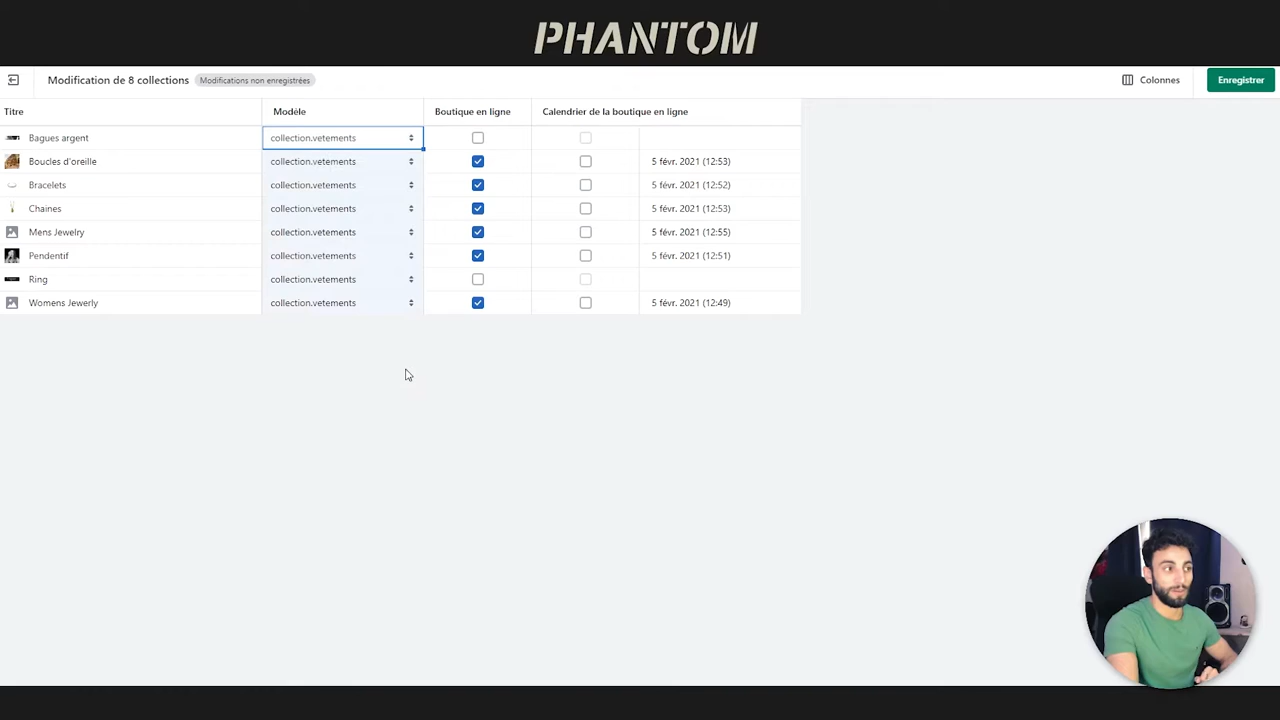 PHANTOM
Modification de 8 collections Modifications non enregistrées Colonnes Enregistrer
Titre Modèle Boutique en ligne Calendrier de la boutique en ligne
Bagues argent collection.vetements
Boucles d'oreille collection.vetements 5 févr. 2021 (12:53)
Bracelets collection.vetements 5 févr. 2021 (12:52)
Chaines collection.vetements 5 févr. 2021 (12:53)
Mens Jewelry collection.vetements 5 févr. 2021 (12:55)
Pendentif collection.vetements 5 févr. 2021 (12:51)
Ring collection.vetements
Womens Jewerly collection.vetements 5 févr. 2021 (12:49)